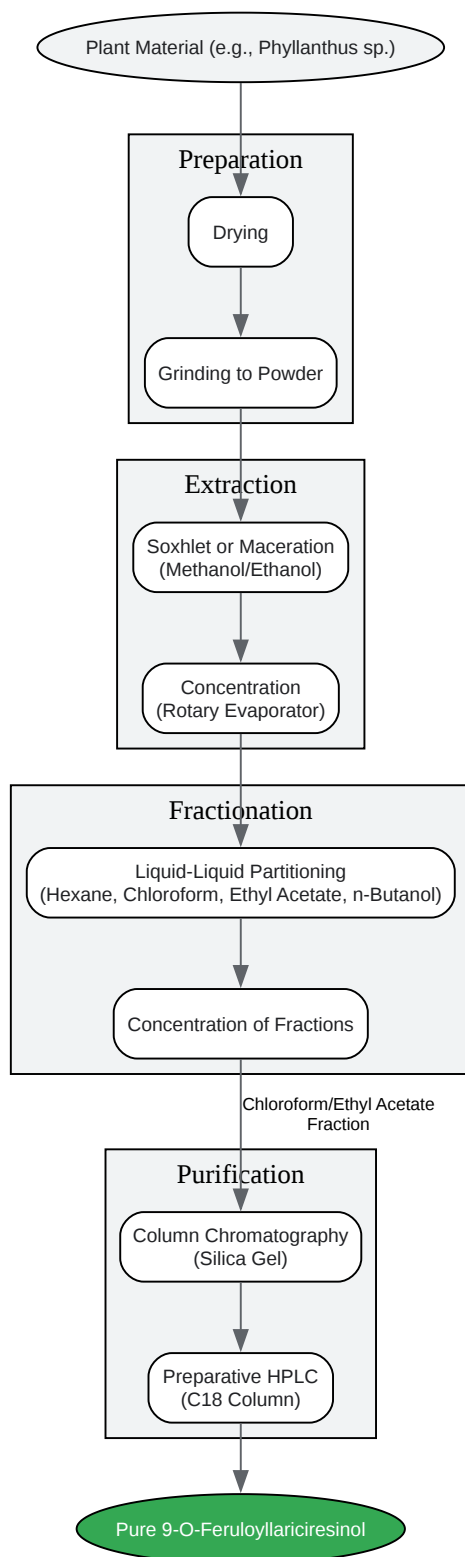 Plant Material (e.g., Phyllanthus sp.)
Preparation
Drying
Grinding to Powder
Extraction
Soxhlet or Maceration
(Methanol/Ethanol)
Concentration
(Rotary Evaporator)
Fractionation
Liquid-Liquid Partitioning
(Hexane, Chloroform, Ethyl Acetate, n-Butanol)
Concentration of Fractions
Chloroform/Ethyl Acetate
Fraction
Purification
Column Chromatography
(Silica Gel)
Preparative HPLC
(C18 Column)
Pure 9-O-Feruloyllariciresinol